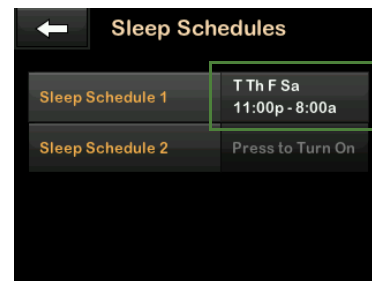 Sleep Schedules
Sleep Schedule 1
T Th F Sa
11:00p - 8:00a
Sleep Schedule 2
Press to Turn On